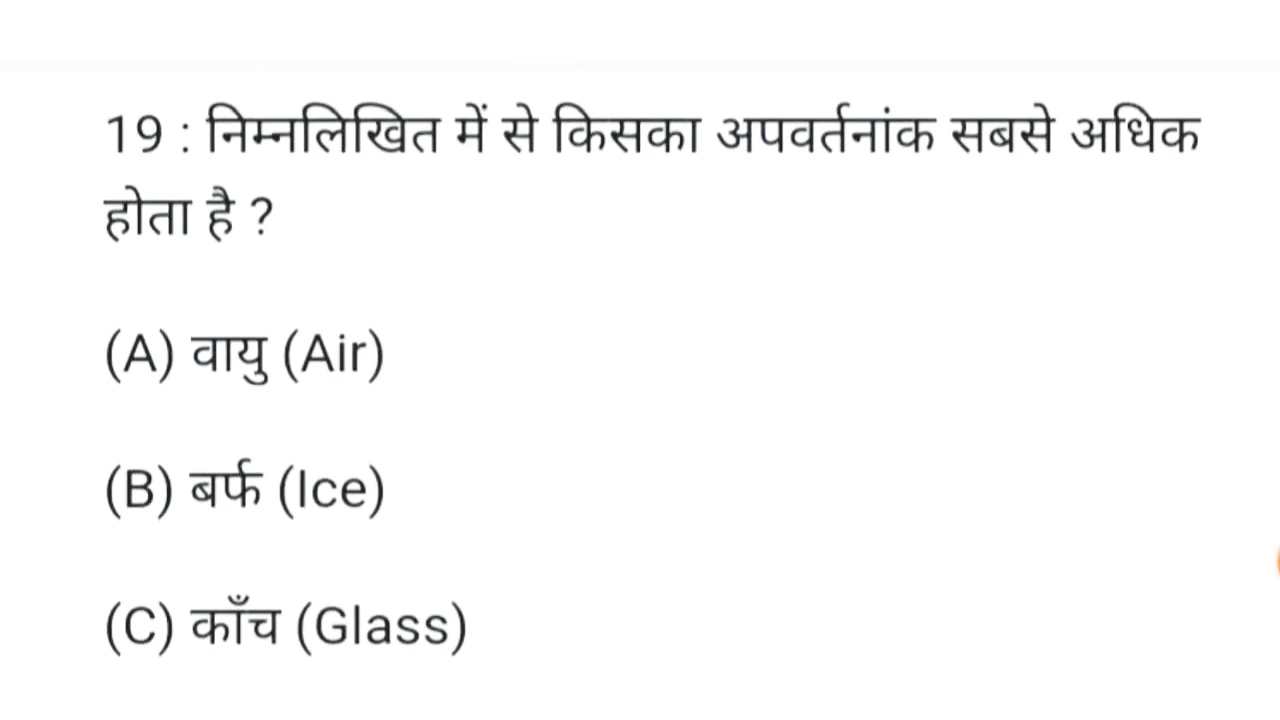 19 : निम्नलिखित में से किसका अपवर्तनांक सबसे अधिक
होता है ?
(A) वायु (Air)
(B) बर्फ (Ice)
(C) काँच (Glass)